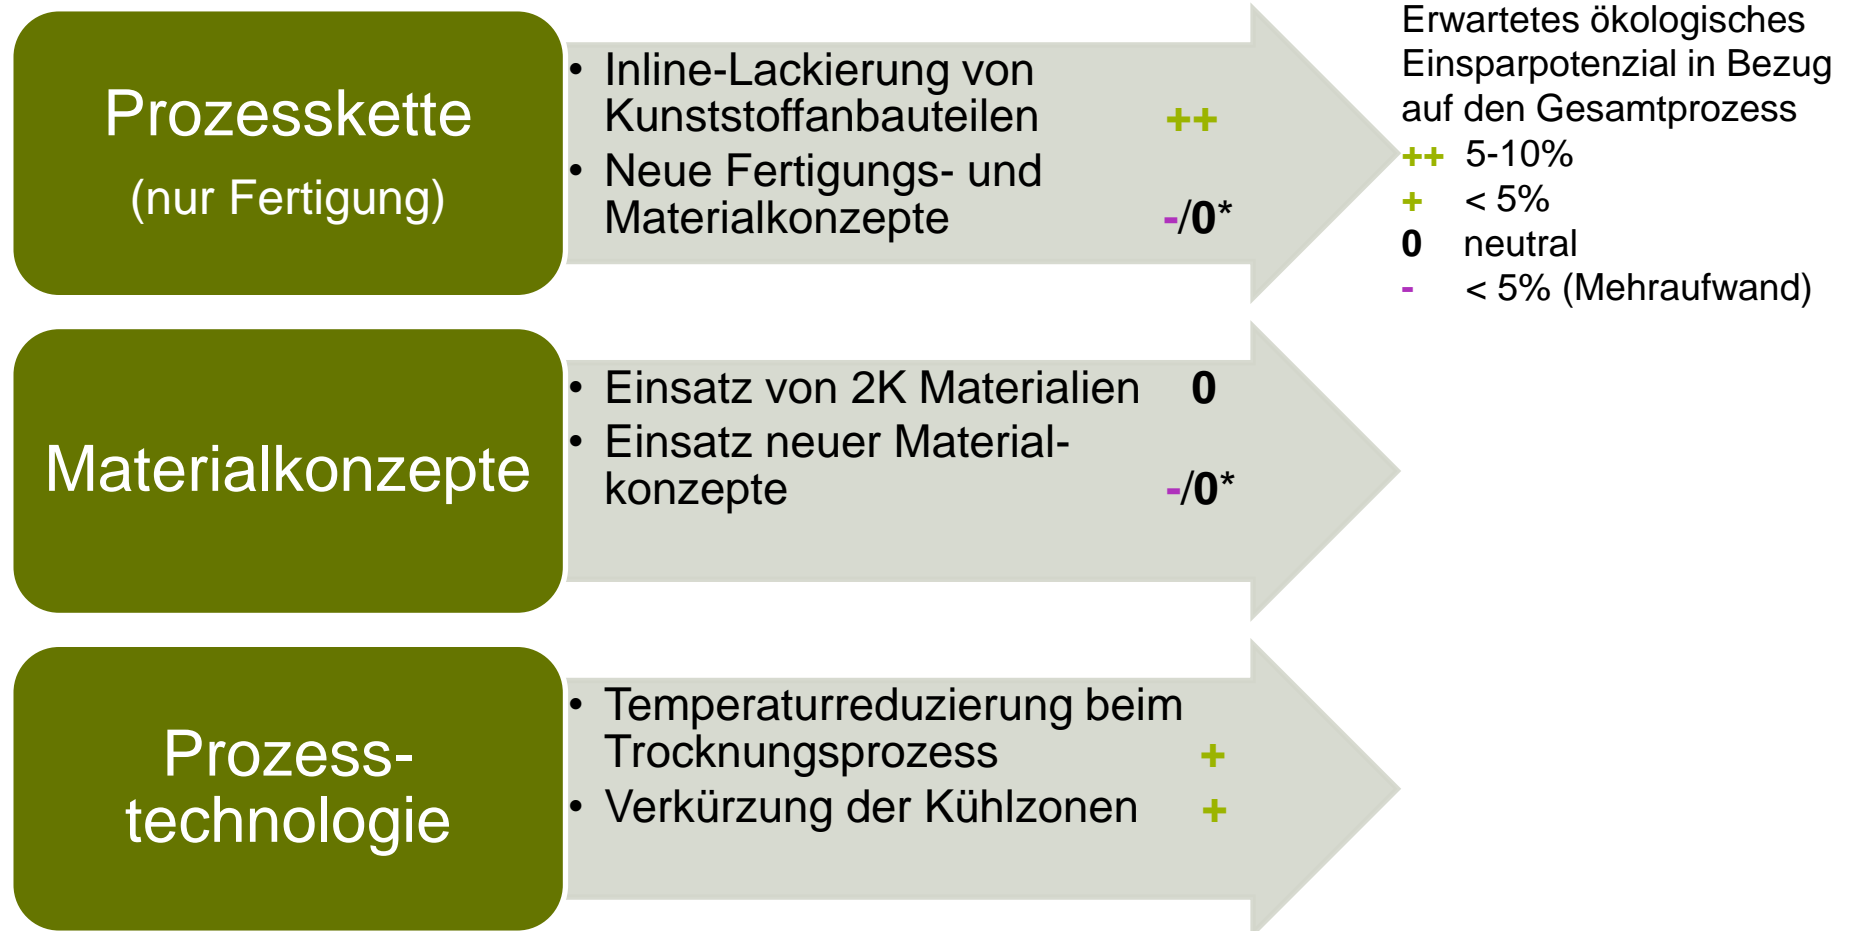 Prozesskette
(nur Fertigung)
• Inline-Lackierung von
Kunststoffanbauteilen ++
• Neue Fertigungs- und
Materialkonzepte -/0*
Erwartetes ökologisches
Einsparpotenzial in Bezug
auf den Gesamtprozess
++ 5-10%
+ < 5%
0 neutral
- < 5% (Mehraufwand)
Materialkonzepte
• Einsatz von 2K Materialien 0
• Einsatz neuer Material-
konzepte -/0*
Prozess-
technologie
• Temperaturreduzierung beim
Trocknungsprozess +
• Verkürzung der Kühlzonen +